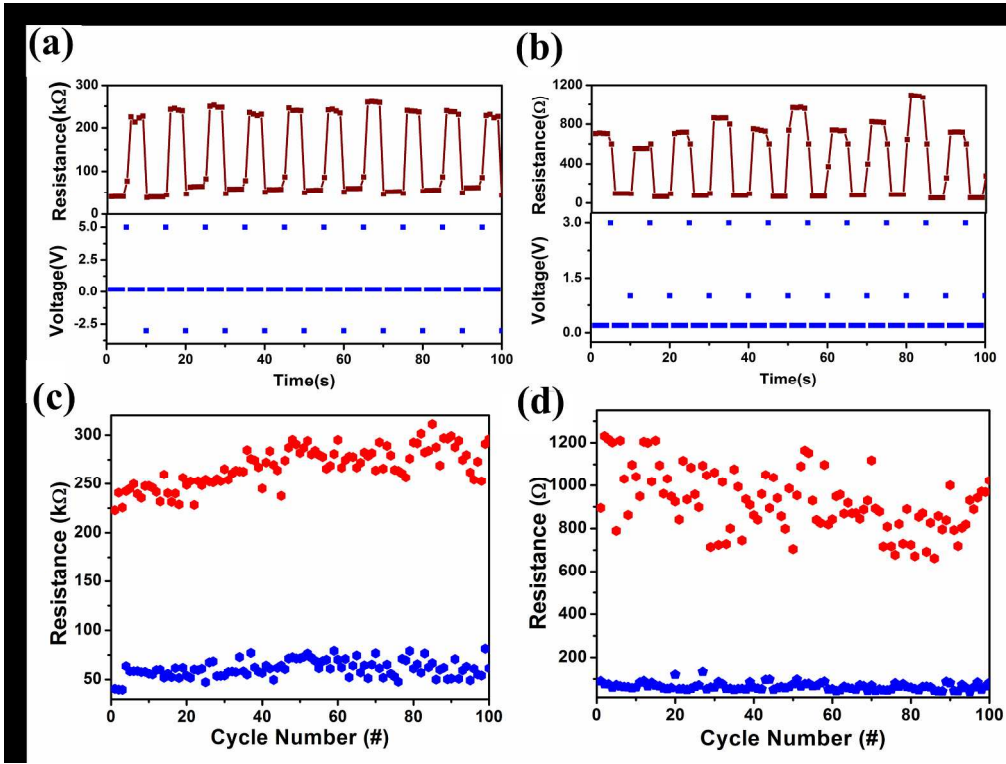 (a)
Resistance(kΩ)
300
250
200
150
100
50
0
Voltage(V)
5.0
2.5
0.0
-2.5
0 20 40 60 80 100
Time(s)
(b)
Resistance(Ω)
1200
800
400
0
Voltage(V)
3.0
1.5
0.0
0 20 40 60 80 100
Time(s)
(c)
Resistance (kΩ)
300
250
200
150
100
50
0 20 40 60 80 100
Cycle Number (#)
(d)
Resistance (Ω)
1200
1000
800
600
400
200
0 20 40 60 80 100
Cycle Number (#)